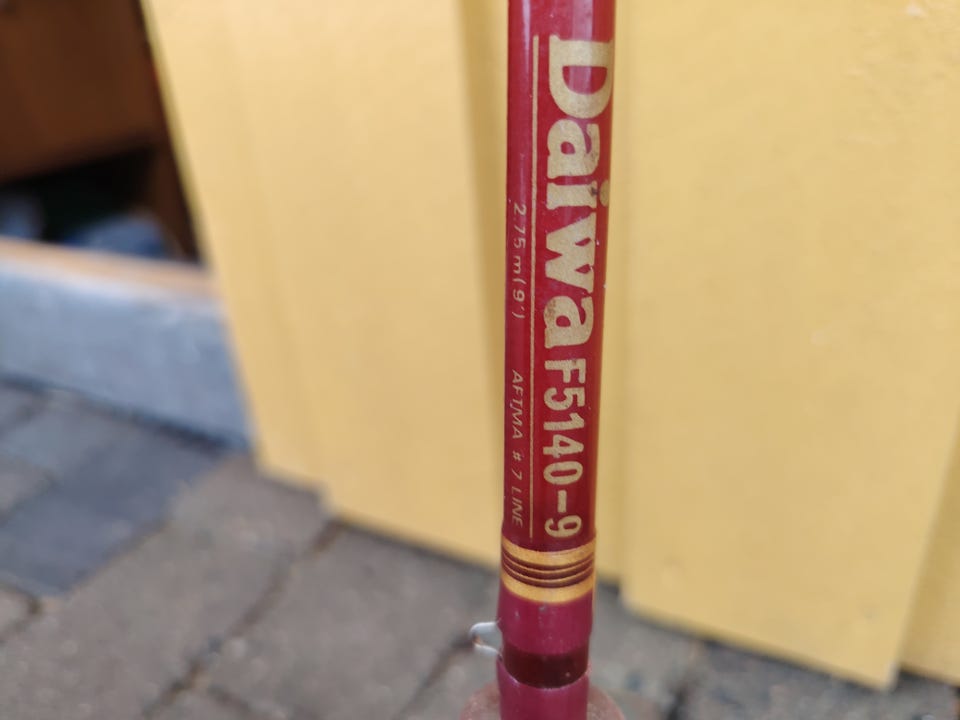 Daiwa F5140-9
2.75 m ( 9' ) AFTMA # 7 LINE